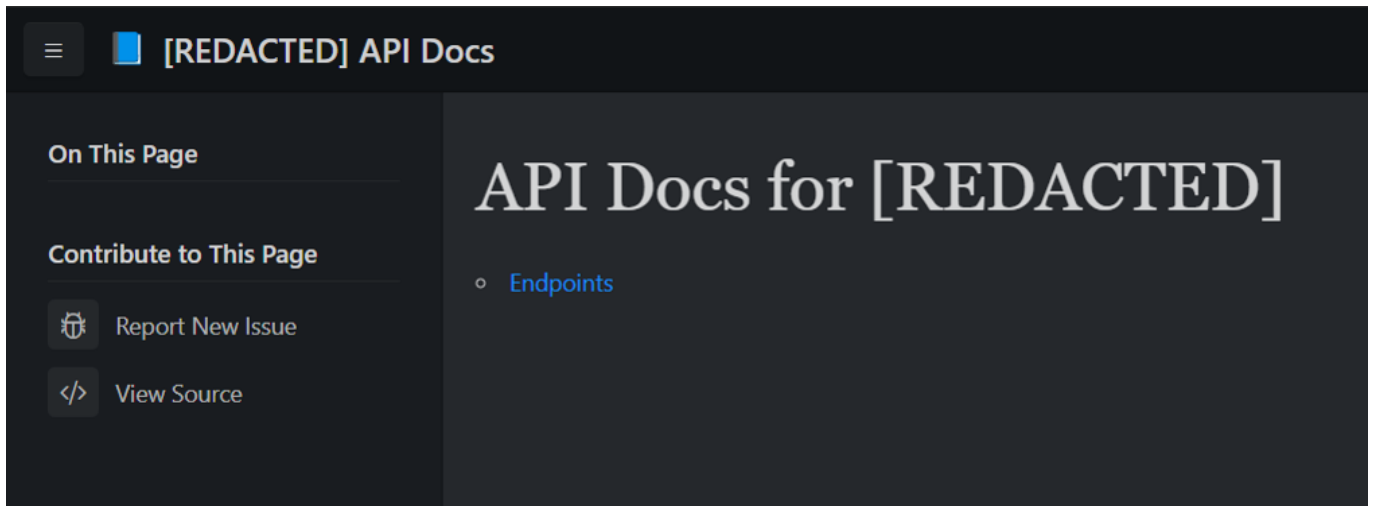 [REDACTED] API Docs
On This Page
Contribute to This Page
Report New Issue
View Source
API Docs for [REDACTED]
Endpoints